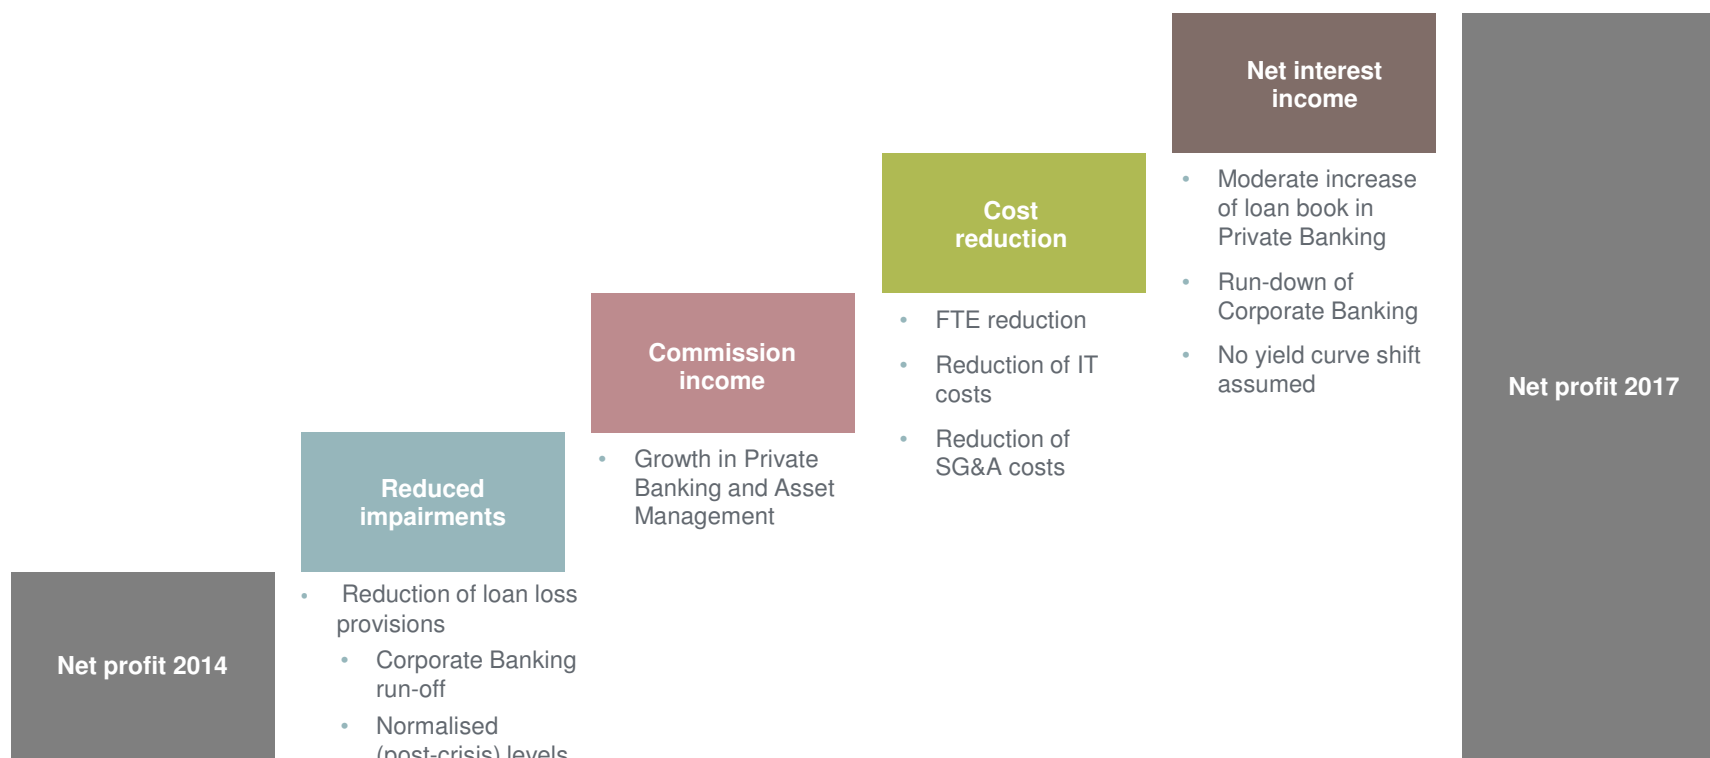 Net profit 2014
Reduced
impairments
• Reduction of loan loss
provisions
• Corporate Banking
run-off
• Normalised
(post-crisis) levels
Commission
income
• Growth in Private
Banking and Asset
Management
Cost
reduction
• FTE reduction
• Reduction of IT
costs
• Reduction of
SG&A costs
Net interest
income
• Moderate increase
of loan book in
Private Banking
• Run-down of
Corporate Banking
• No yield curve shift
assumed
Net profit 2017